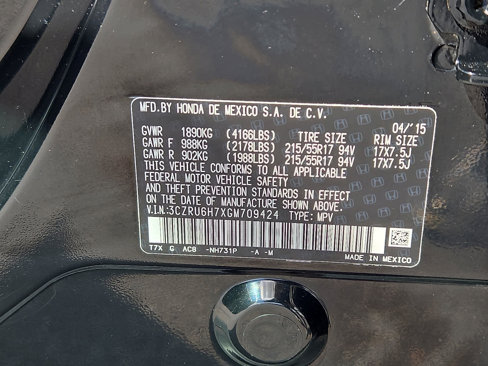 MFD.BY HONDA DE MEXICO S.A. DE C.V.
04/15
GVWR 1890KG (4166LBS) TIRE SIZE RIM SIZE
GAWR F 988KG (2178LBS) 215/55R17 94V 17X7.5J
GAWR R 902KG (1988LBS) 215/55R17 94V 17X7.5J
THIS VEHICLE CONFORMS TO ALL APPLICABLE
FEDERAL MOTOR VEHICLE SAFETY
AND THEFT PREVENTION STANDARDS IN EFFECT
ON THE DATE OF MANUFACTURE SHOWN ABOVE.
V.I.N.:3CZRU6H7XGM709424 TYPE: MPV
T7X G AC8 -NH731P -A -M
MADE IN MEXICO